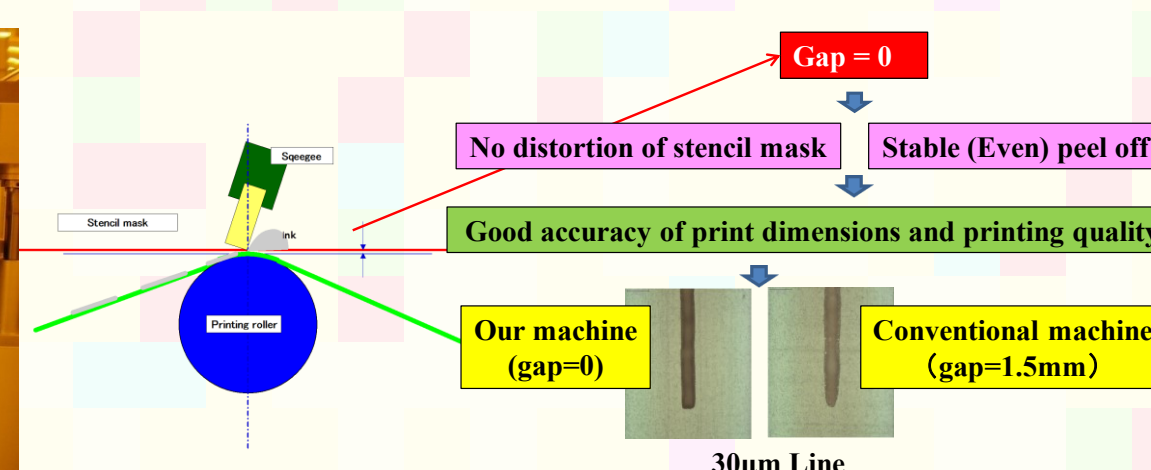 Gap = 0
No distortion of stencil mask
Stable (Even) peel off
Good accuracy of print dimensions and printing quality
Sqeegee
Stencil mask
ink
Printing roller
Our machine
(gap=0)
Conventional machine
（gap=1.5mm）
30μm Line